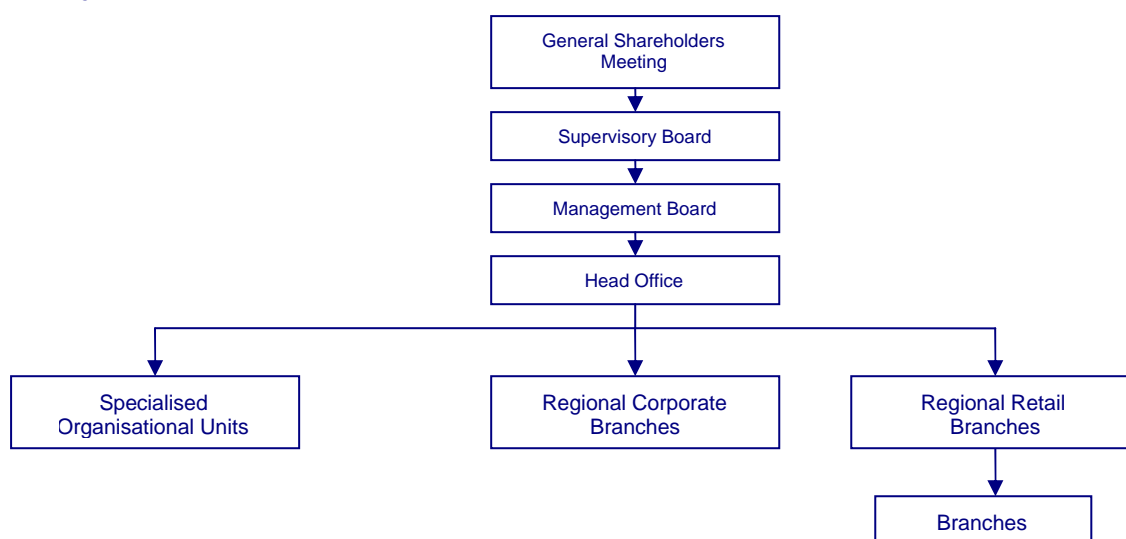 General Shareholders
Meeting
Supervisory Board
Management Board
Head Office
Specialised
Organisational Units
Regional Corporate
Branches
Regional Retail
Branches
Branches